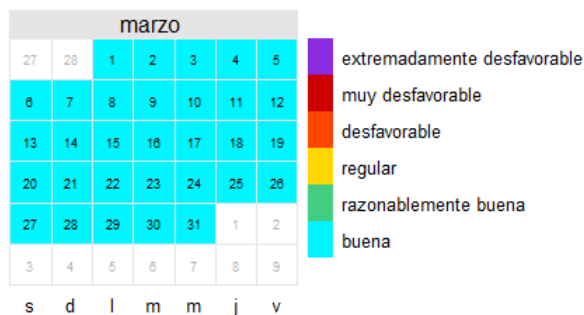 marzo
27 28 1 2 3 4 5
6 7 8 9 10 11 12
13 14 15 16 17 18 19
20 21 22 23 24 25 26
27 28 29 30 31 1 2
3 4 5 6 7 8 9
s d l m m j v
extremadamente desfavorable
muy desfavorable
desfavorable
regular
razonablemente buena
buena